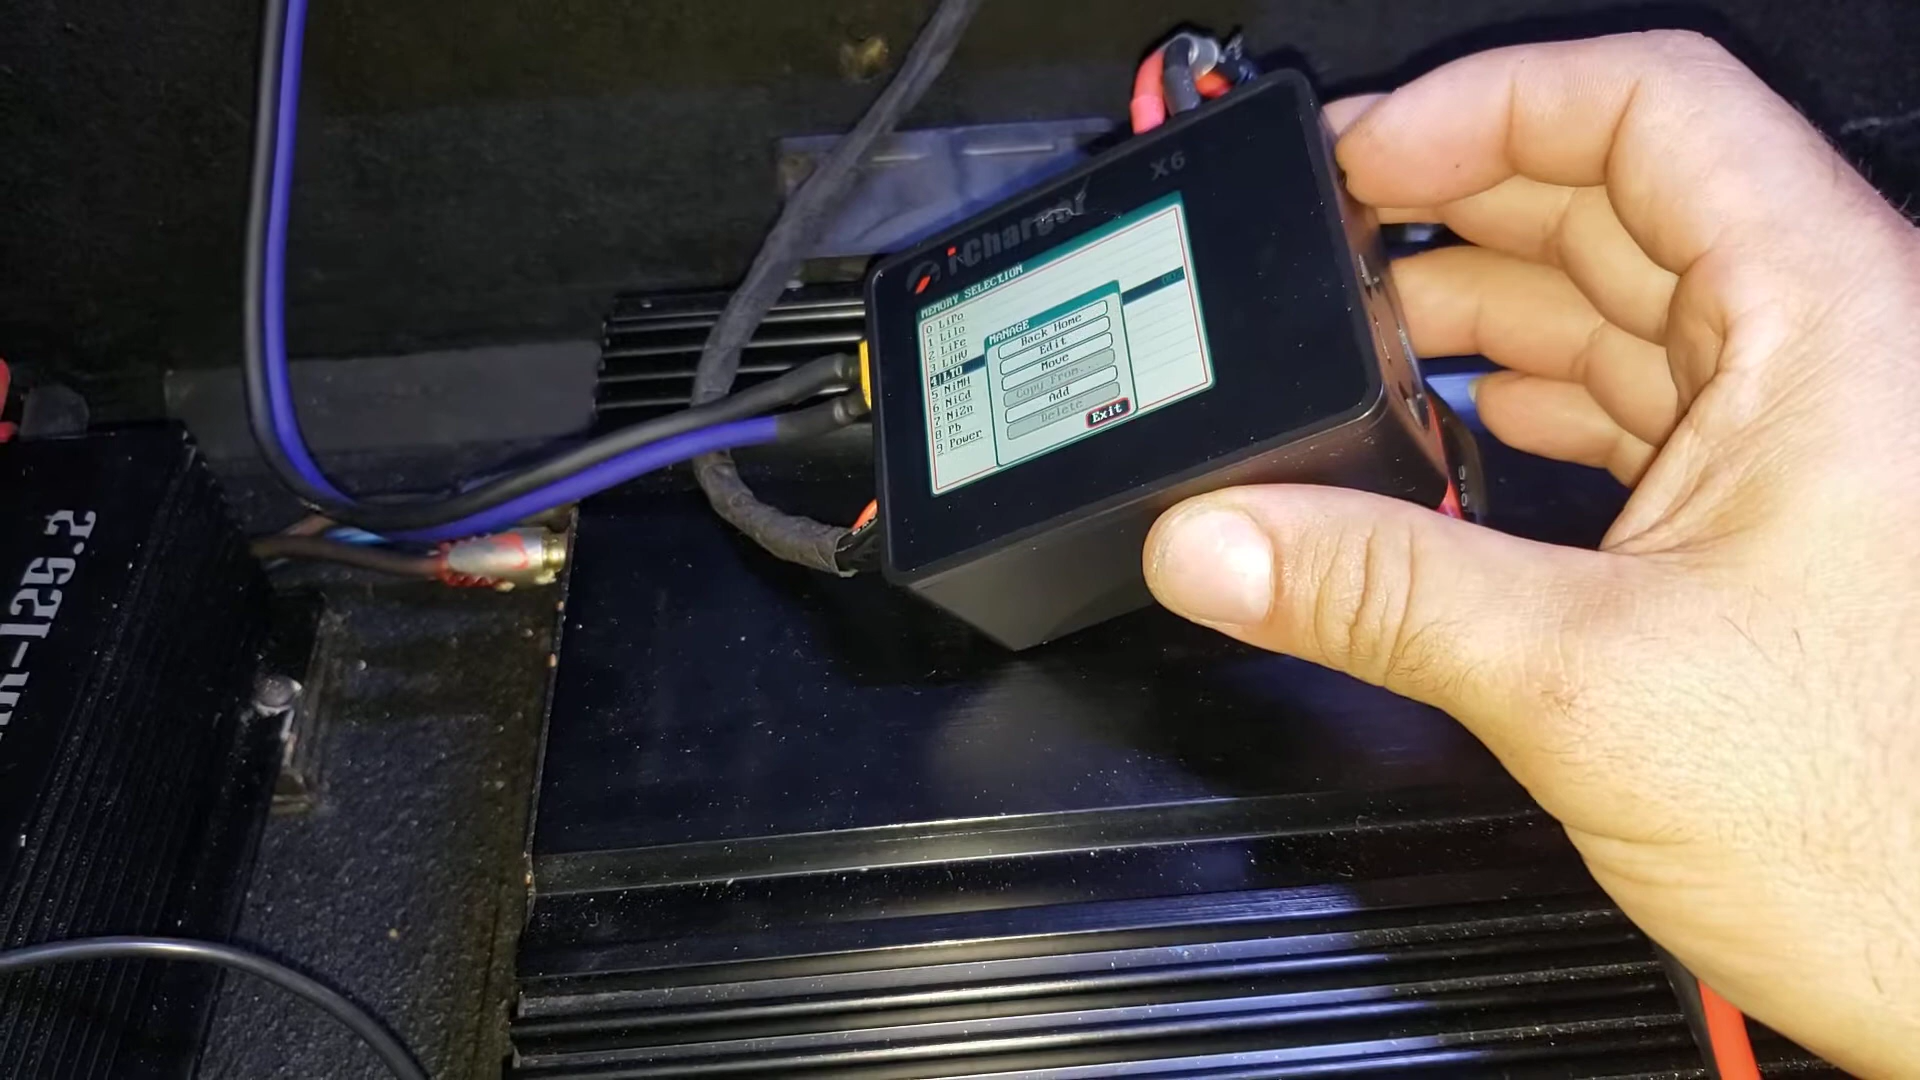 X6
iCharger
MEMORY SELECTION
0 LiPo
1 LiIo
2 LiFe
3 LiHV
4 LTO
5 NiMH
6 NiCd
7 NiZn
8 Pb
9 Power
MANAGE
Back Home
Edit
Move
Copy From...
Add
Delete
Exit
-125.2